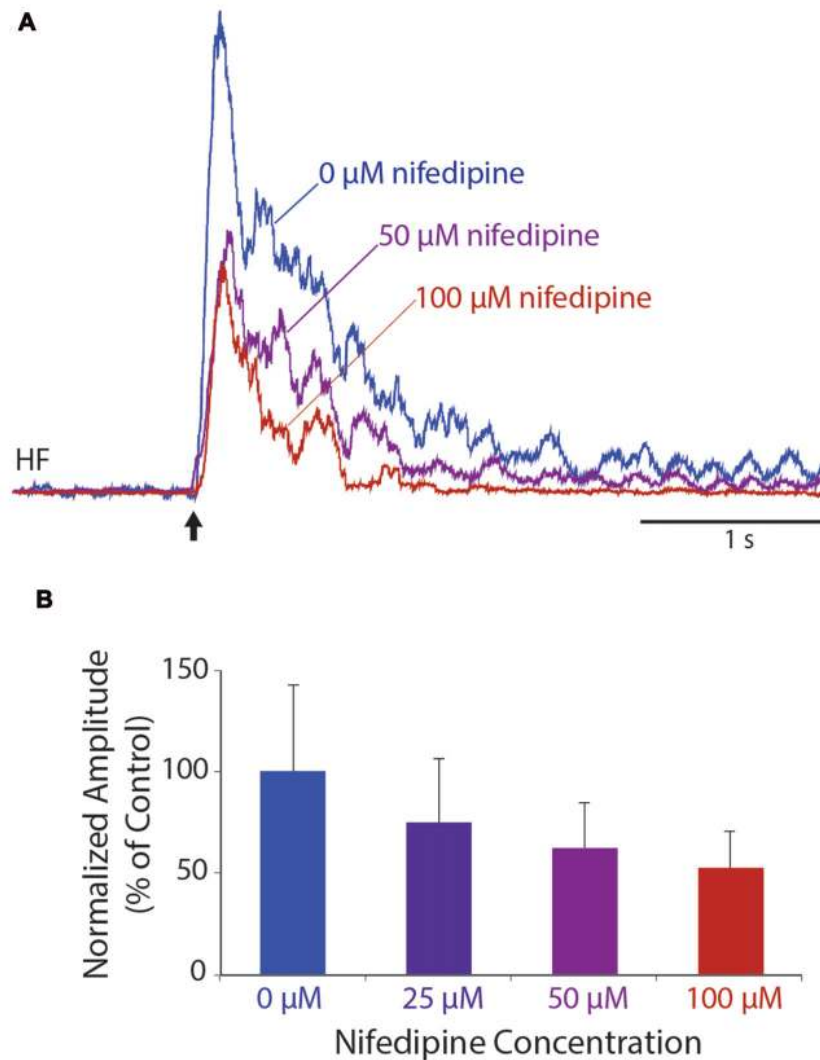 A
0 µM nifedipine
50 µM nifedipine
100 µM nifedipine
HF
1 s
B
Normalized Amplitude
(% of Control)
150
100
50
0
0 µM
25 µM
50 µM
100 µM
Nifedipine Concentration